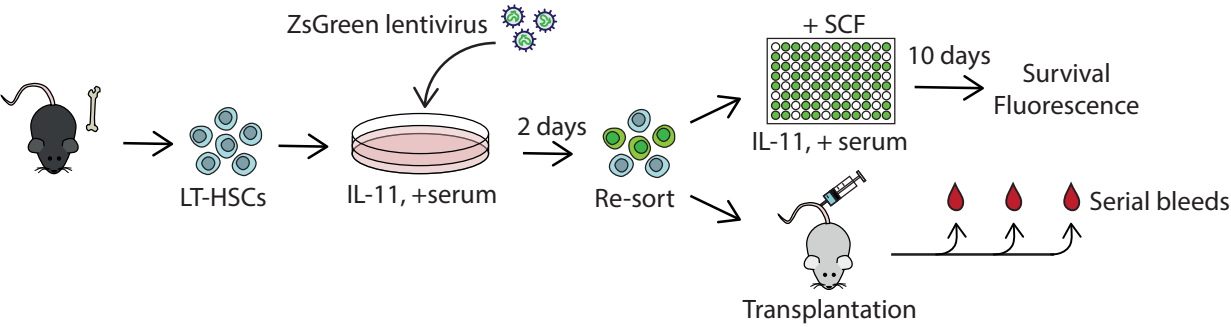 ZsGreen lentivirus
+ SCF
10 days
Survival
Fluorescence
2 days
IL-11, + serum
LT-HSCs
IL-11, +serum
Re-sort
Serial bleeds
Transplantation